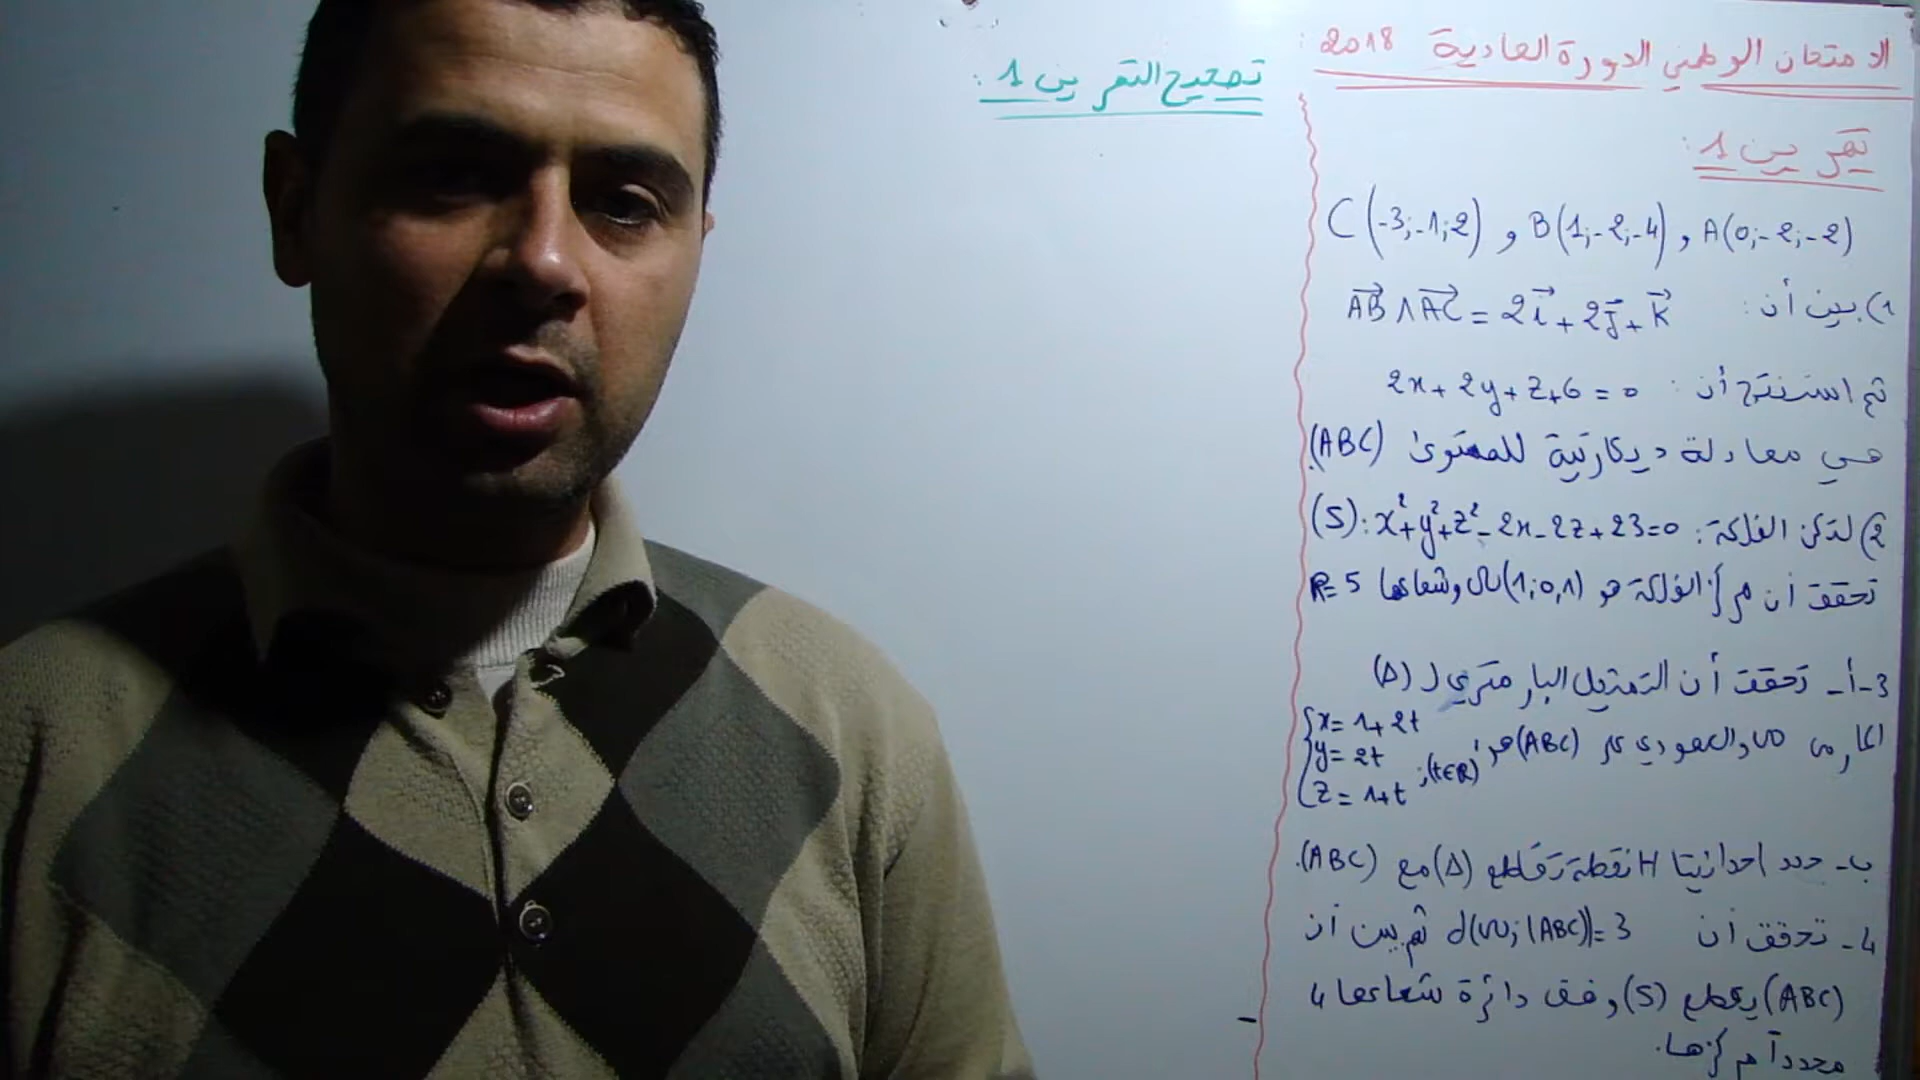 الامتحان الوطني الدورة العادية 2018 :
تمرين 1 :
A(0;-2;-2) , B(1;-2;-4) و C(-3;-1;2)
1) بين أن : AB∧AC = 2i + 2j + k
ثم استنتج أن : 2x + 2y + z + 6 = 0
هي معادلة ديكارتية للمستوى (ABC).
2) لتكن الفلكة : (S): x²+y²+z²-2x-2z+23=0
تحقق أن مركز الفلكة هو Ω(1;0,1) وشعاعها R=5
3-أ- تحقق أن التمثيل البارمتري ل (Δ)
المار من Ω والعمودي على (ABC) هو :
{x = 1+2t
y = 2t ; (t∈R)
z = 1+t
ب- حدد احداثيتا H نقطة تقاطع (Δ) مع (ABC).
4- تحقق أن d(Ω;(ABC))=3 ثم بين أن
(ABC) يقطع (S) وفق دائرة شعاعها 4
محدداً مركزها.
تصحيح التمرين 1 :